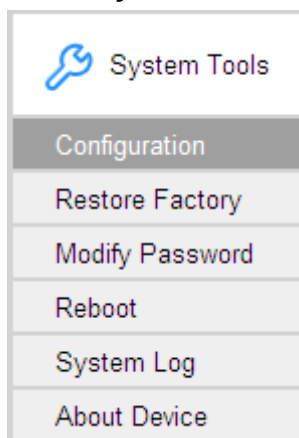 System Tools
Configuration
Restore Factory
Modify Password
Reboot
System Log
About Device